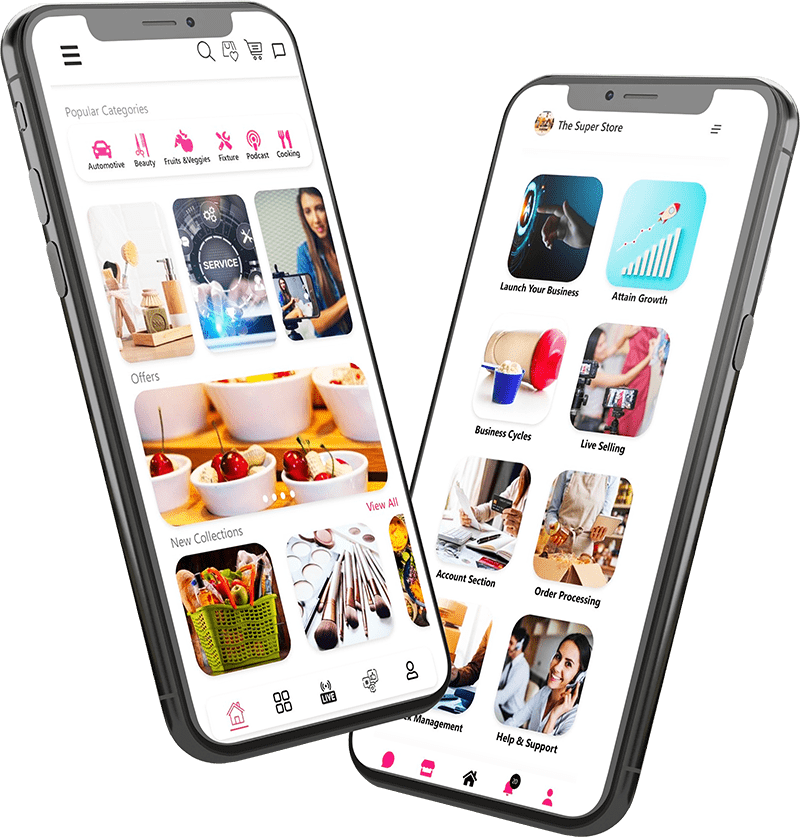 Popular Categories
Automotive
Beauty
Fruits &Veggies
Fixture
Podcast
Cooking
SERVICE
Offers
View All
New Collections
LIVE
The Super Store
Launch Your Business
Attain Growth
Business Cycles
Live Selling
Account Section
Order Processing
Management
Help & Support